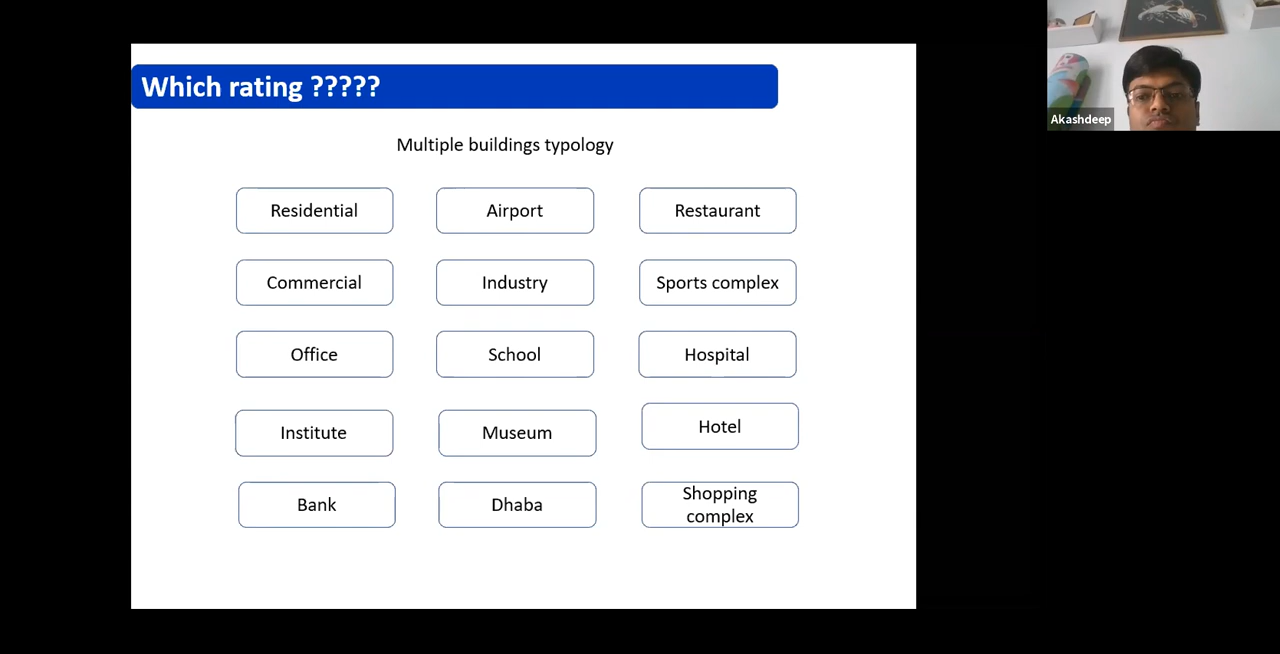 Which rating ?????
Akashdeep
Multiple buildings typology
Residential
Airport
Restaurant
Commercial
Industry
Sports complex
Office
School
Hospital
Institute
Museum
Hotel
Bank
Dhaba
Shopping
complex